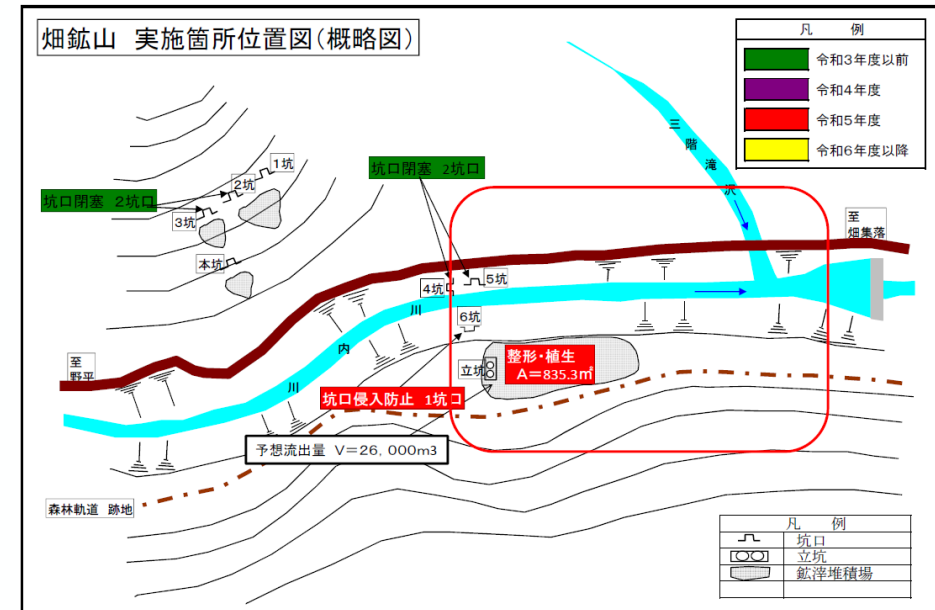 畑鉱山 実施箇所位置図(概略図)
凡 例
令和3年度以前
令和4年度
令和5年度
令和6年度以降
三階滝沢
1坑
2坑
坑口閉塞 2坑口
坑口閉塞 2坑口
3坑
本坑
至
畑集落
4坑
5坑
6坑
川内川
至
野平
立坑
整形・植生
A=835.3㎡
坑口侵入防止 1坑口
予想流出量 V=26,000m3
森林軌道 跡地
凡 例
坑口
立坑
鉱滓堆積場